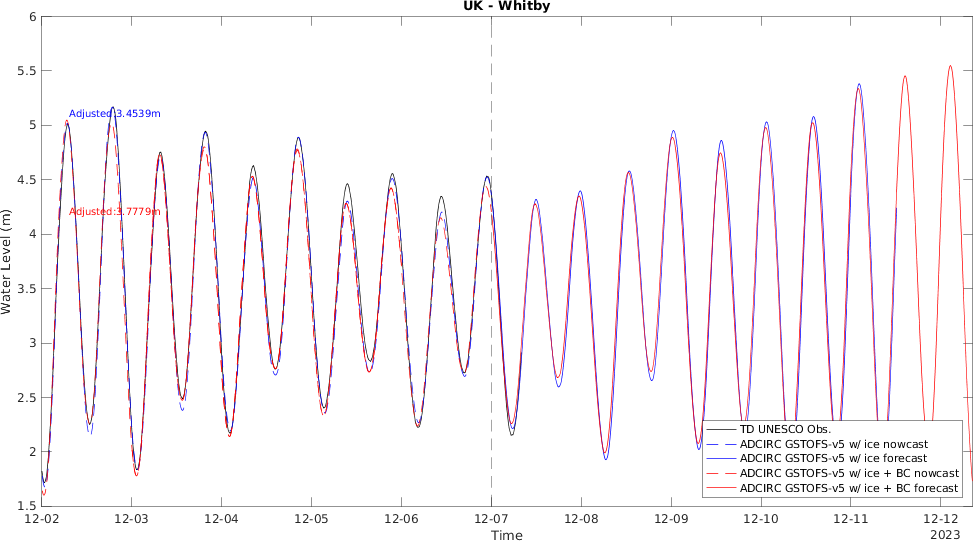 UK - Whitby
6
5.5
5
4.5
4
3.5
3
2.5
2
1.5
Water Level (m)
Adjusted:3.4539m
Adjusted:3.7779m
TD UNESCO Obs.
ADCIRC GSTOFS-v5 w/ ice nowcast
ADCIRC GSTOFS-v5 w/ ice forecast
ADCIRC GSTOFS-v5 w/ ice + BC nowcast
ADCIRC GSTOFS-v5 w/ ice + BC forecast
12-02 12-03 12-04 12-05 12-06 12-07 12-08 12-09 12-10 12-11 12-12
2023
Time